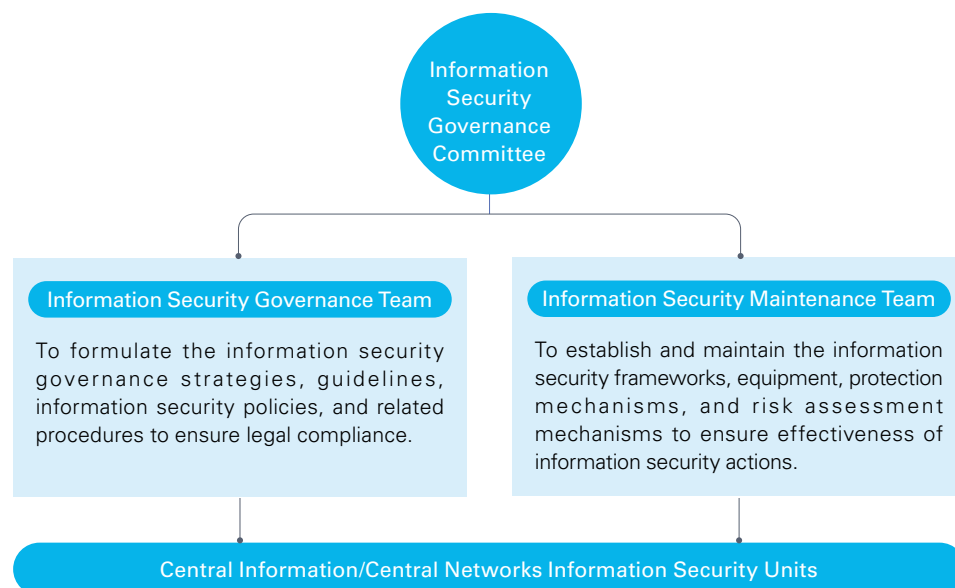 Information
Security
Governance
Committee
Information Security Governance Team
To formulate the information security
governance strategies, guidelines,
information security policies, and related
procedures to ensure legal compliance.
Information Security Maintenance Team
To establish and maintain the information
security frameworks, equipment, protection
mechanisms, and risk assessment
mechanisms to ensure effectiveness of
information security actions.
Central Information/Central Networks Information Security Units